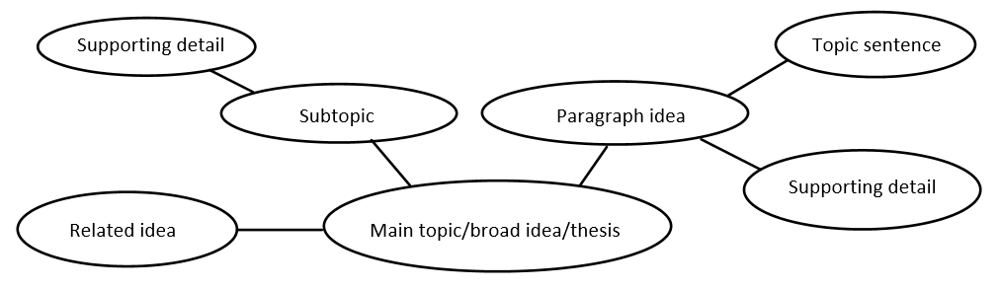 Supporting detail
Topic sentence
Subtopic
Paragraph idea
Supporting detail
Related idea
Main topic/broad idea/thesis